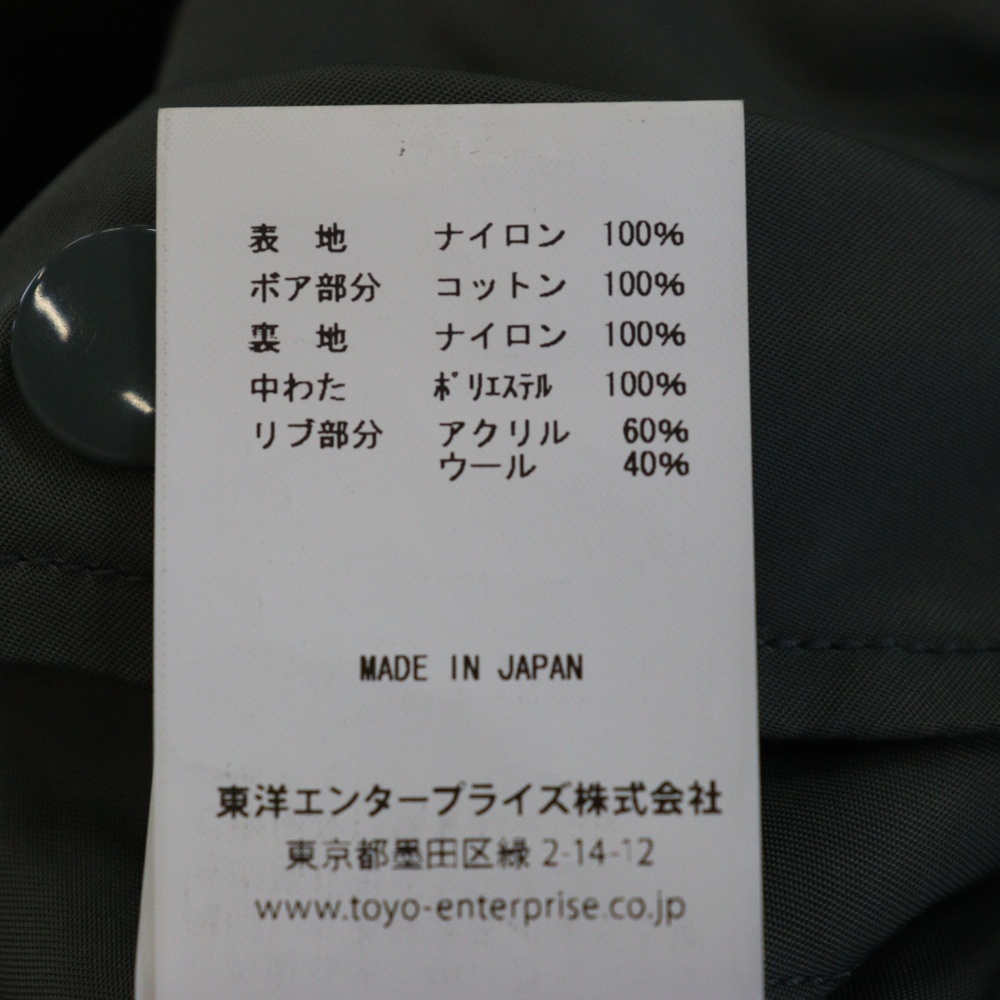 表　地　ナイロン　100%
ボア部分　コットン　100%
裏　地　ナイロン　100%
中わた　ﾎﾟﾘｴｽﾃﾙ　100%
リブ部分　アクリル　60%
ウール　40%
MADE IN JAPAN
東洋エンタープライズ株式会社
東京都墨田区緑 2-14-12
www.toyo-enterprise.co.jp